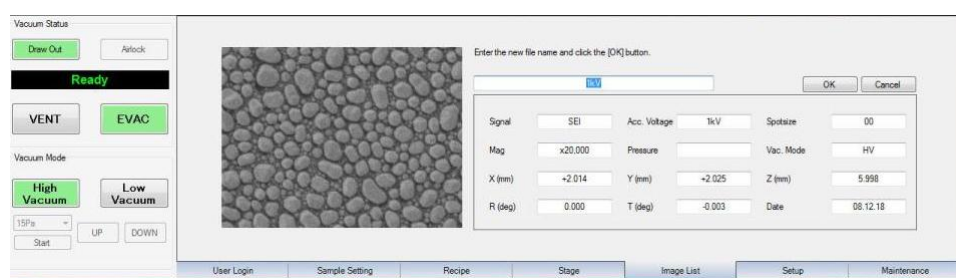 Vacuum Status
Draw Out Airlock
Ready
VENT EVAC
Vacuum Mode
High Vacuum Low Vacuum
15Pa
Start UP DOWN
Enter the new file name and click the [OK] button.
1kV OK Cancel
Signal SEI Acc. Voltage 1kV Spotsize 00
Mag x20,000 Pressure Vac. Mode HV
X (mm) +2.014 Y (mm) +2.025 Z (mm) 5.998
R (deg) 0.000 T (deg) -0.003 Date 08.12.18
User Login Sample Setting Recipe Stage Image List Setup Maintenance